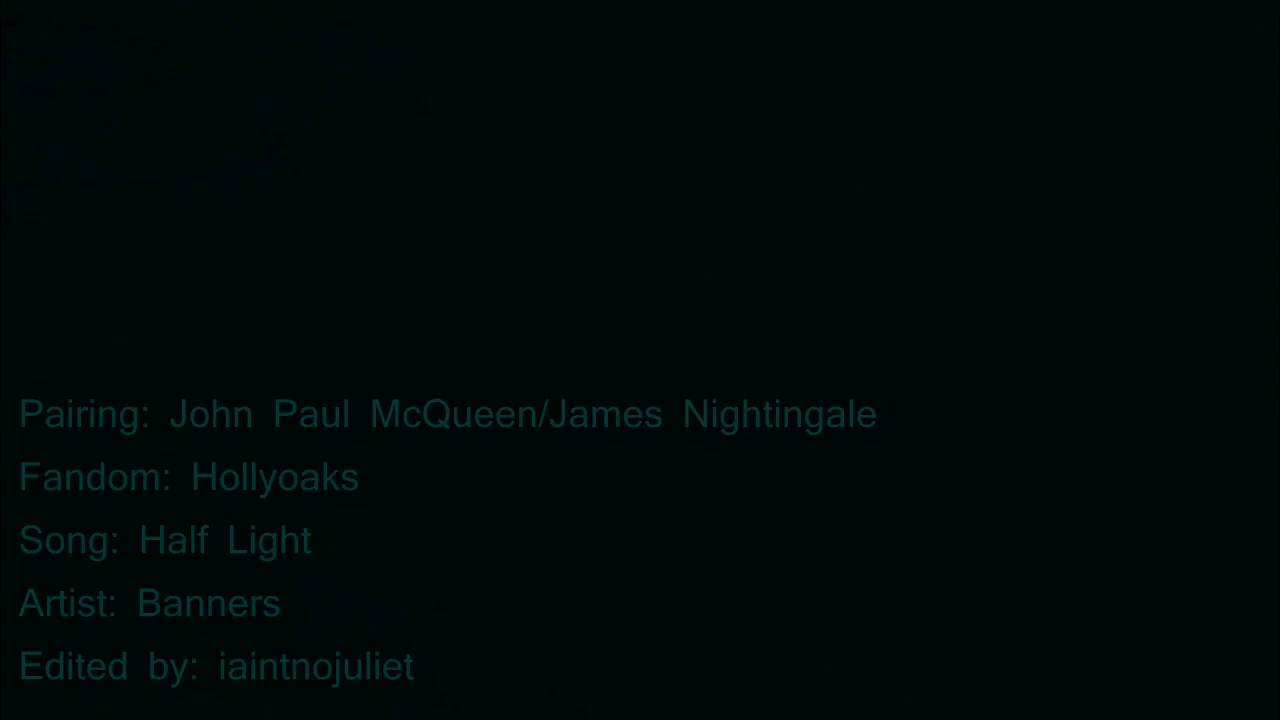 Pairing: John Paul McQueen/James Nightingale
Fandom: Hollyoaks
Song: Half Light
Artist: Banners
Edited by: iaintnojuliet